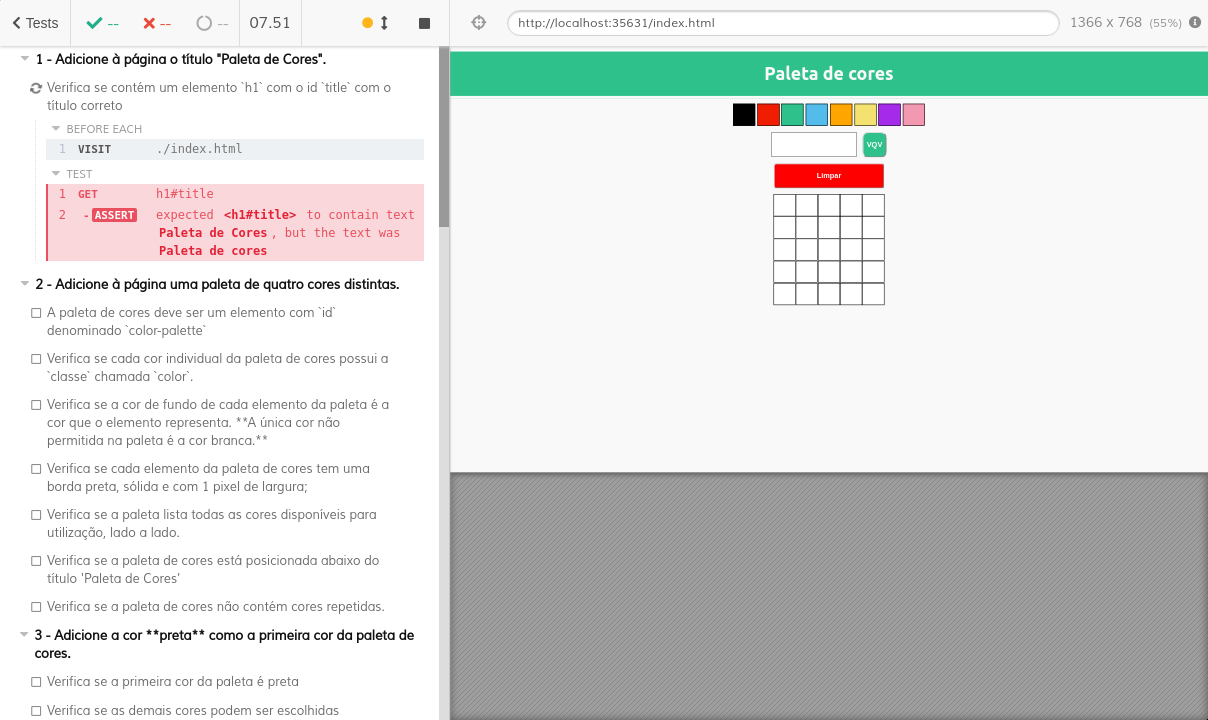 Tests
--
--
--
07.51
http://localhost:35631/index.html
1366 x 768 (55%)
1 - Adicione à página o título "Paleta de Cores".
Verifica se contém um elemento `h1` com o id `title` com o
título correto
BEFORE EACH
1 VISIT ./index.html
TEST
1 GET h1#title
2 -ASSERT expected <h1#title> to contain text
Paleta de Cores, but the text was
Paleta de cores
2 - Adicione à página uma paleta de quatro cores distintas.
A paleta de cores deve ser um elemento com `id`
denominado `color-palette`
Verifica se cada cor individual da paleta de cores possui a
`classe` chamada `color`.
Verifica se a cor de fundo de cada elemento da paleta é a
cor que o elemento representa. **A única cor não
permitida na paleta é a cor branca.**
Verifica se cada elemento da paleta de cores tem uma
borda preta, sólida e com 1 pixel de largura;
Verifica se a paleta lista todas as cores disponíveis para
utilização, lado a lado.
Verifica se a paleta de cores está posicionada abaixo do
título 'Paleta de Cores'
Verifica se a paleta de cores não contém cores repetidas.
3 - Adicione a cor **preta** como a primeira cor da paleta de
cores.
Verifica se a primeira cor da paleta é preta
Verifica se as demais cores podem ser escolhidas
Paleta de cores
VQV
Limpar